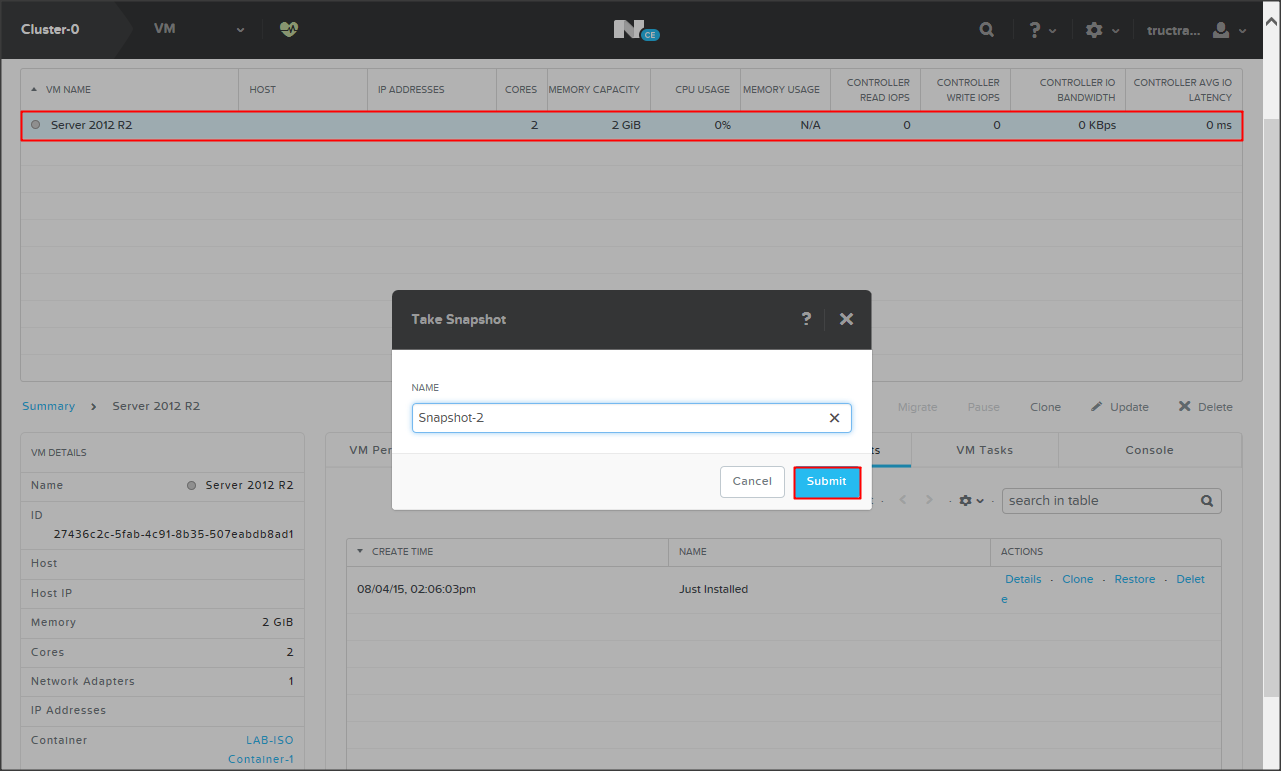 Cluster-0 VM CE ? tructra...
VM NAME HOST IP ADDRESSES CORES MEMORY CAPACITY CPU USAGE MEMORY USAGE CONTROLLER READ IOPS CONTROLLER WRITE IOPS CONTROLLER IO BANDWIDTH CONTROLLER AVG IO LATENCY
Server 2012 R2 2 2 GiB 0% N/A 0 0 0 KBps 0 ms
Take Snapshot ?
NAME
Snapshot-2
Cancel Submit
Summary > Server 2012 R2 Migrate Pause Clone Update Delete
VM DETAILS
Name Server 2012 R2
ID
27436c2c-5fab-4c91-8b35-507eabdb8ad1
Host
Host IP
Memory 2 GiB
Cores 2
Network Adapters 1
IP Addresses
Container LAB-ISO
Container-1
VM Per ts VM Tasks Console
· < > · · search in table
CREATE TIME NAME ACTIONS
08/04/15, 02:06:03pm Just Installed Details · Clone · Restore · Delet
e